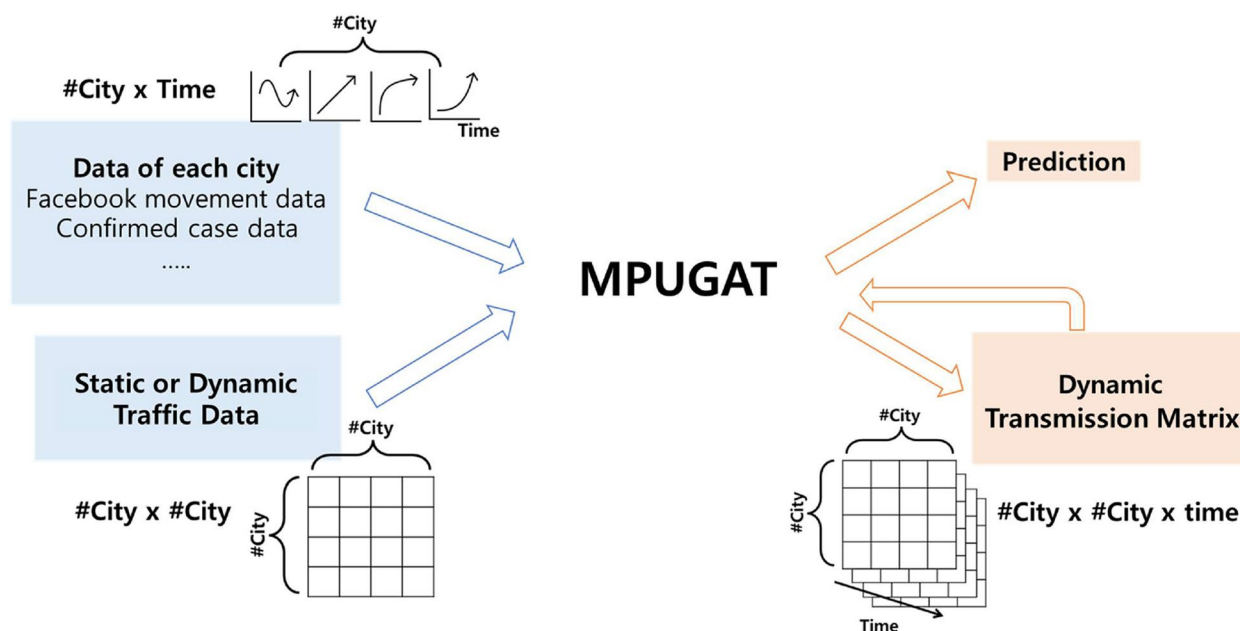 #City
#City x Time
Time
Data of each city
Facebook movement data
Confirmed case data
.....
Static or Dynamic
Traffic Data
#City
#City x #City
#City
MPUGAT
Prediction
Dynamic
Transmission Matrix
#City
#City
#City x #City x time
Time